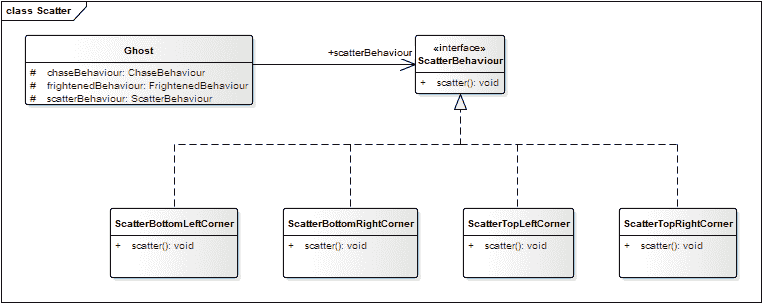 class Scatter
Ghost
# chaseBehaviour: ChaseBehaviour
# frightenedBehaviour: FrightenedBehaviour
# scatterBehaviour: ScatterBehaviour
+scatterBehaviour
«interface»
ScatterBehaviour
+ scatter(): void
ScatterBottomLeftCorner
+ scatter(): void
ScatterBottomRightCorner
+ scatter(): void
ScatterTopLeftCorner
+ scatter(): void
ScatterTopRightCorner
+ scatter(): void